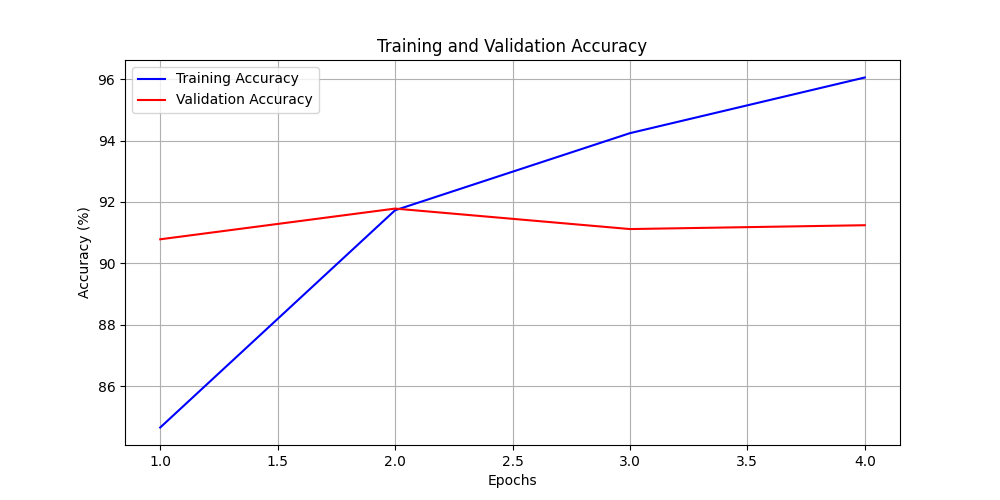 Training and Validation Accuracy
Training Accuracy
Validation Accuracy
Accuracy (%)
96
94
92
90
88
86
1.0 1.5 2.0 2.5 3.0 3.5 4.0
Epochs